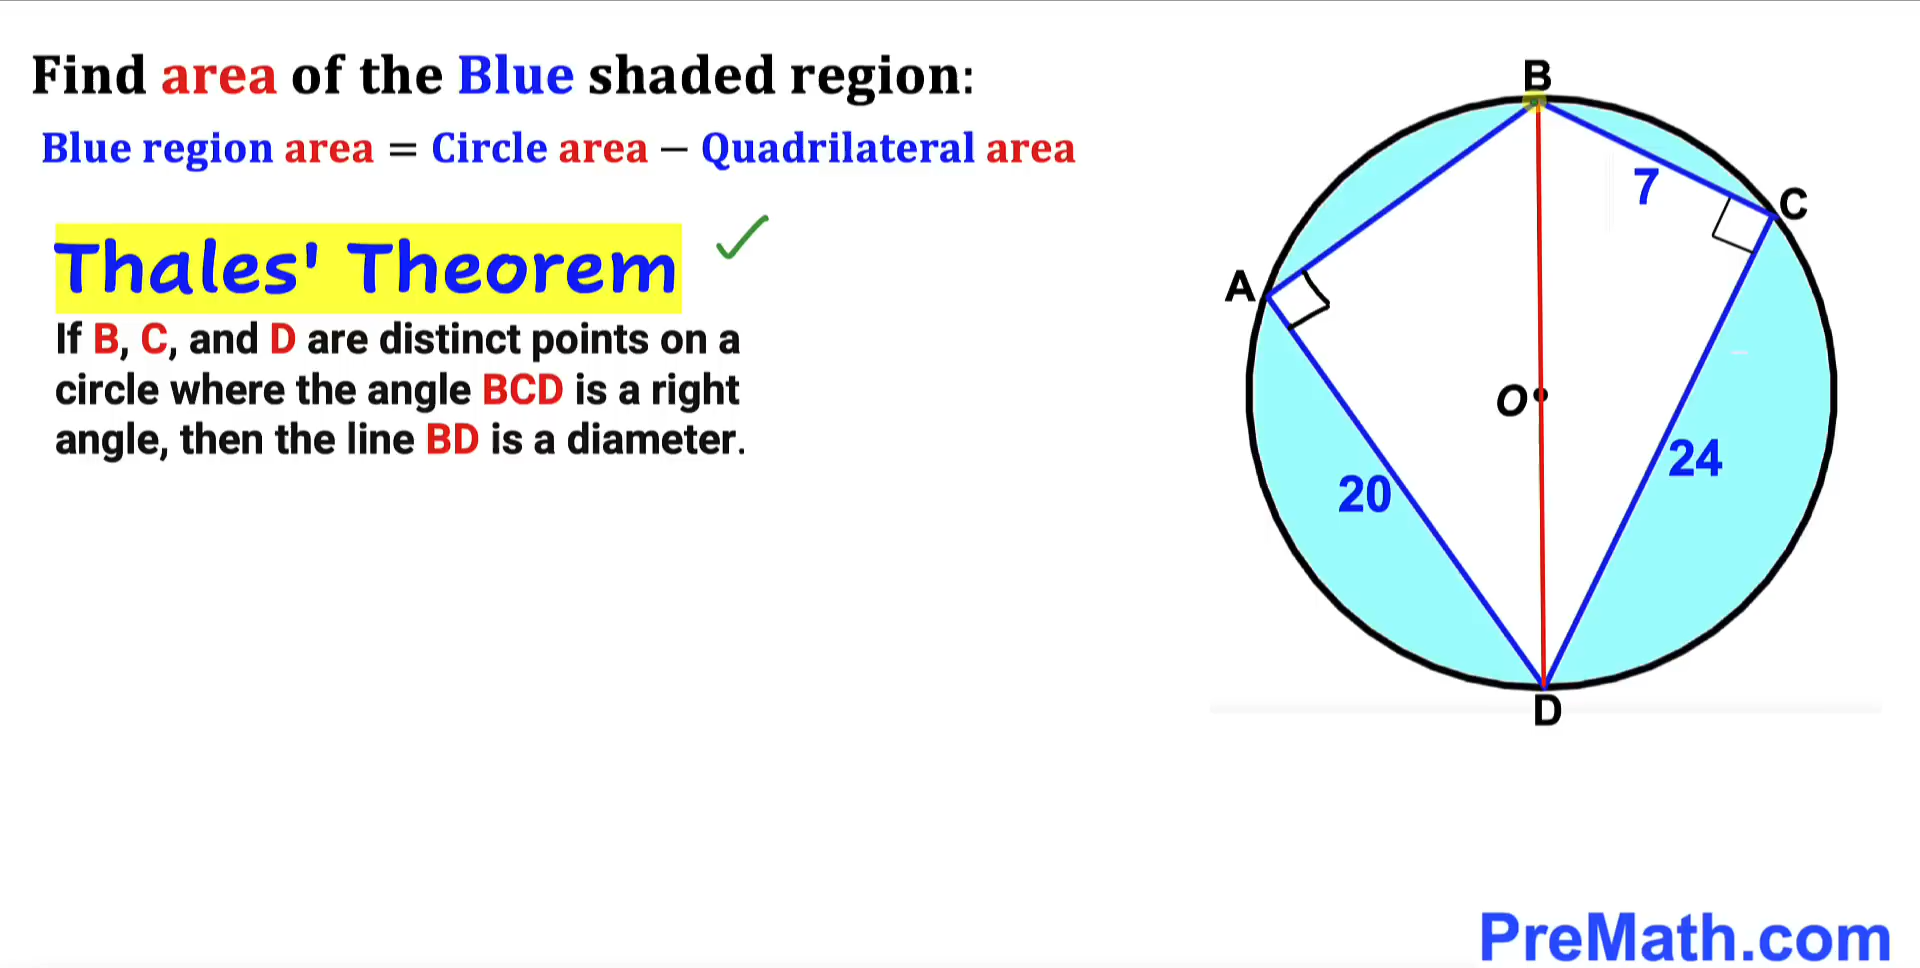 Find area of the Blue shaded region:
Blue region area = Circle area − Quadrilateral area
Thales' Theorem
If B, C, and D are distinct points on a
circle where the angle BCD is a right
angle, then the line BD is a diameter.
B
7
C
A
O
24
20
D
PreMath.com